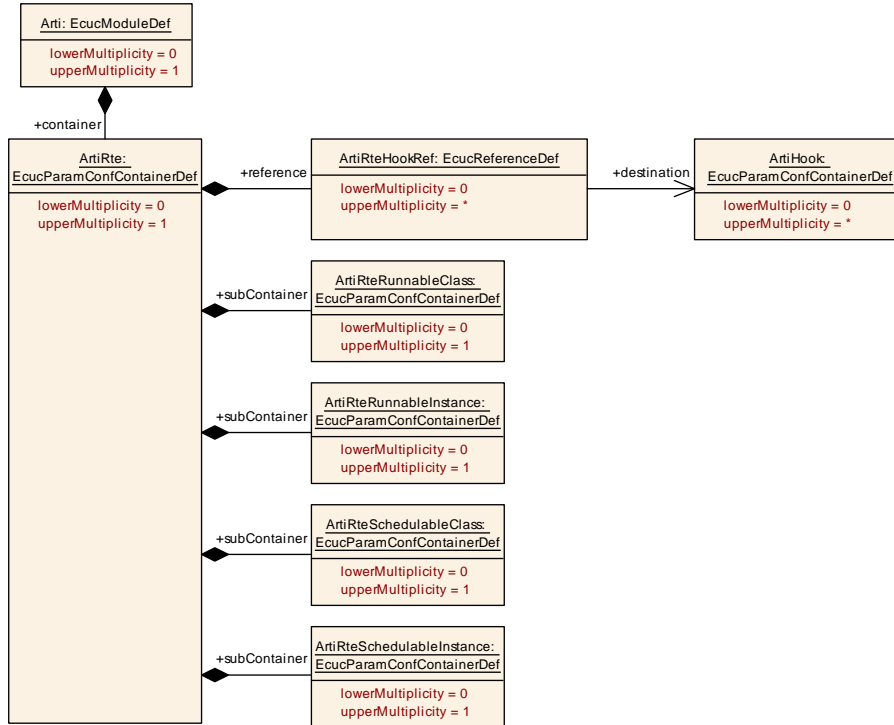 Arti: EcucModuleDef
lowerMultiplicity = 0
upperMultiplicity = 1
+container
ArtiRte:
EcucParamConfContainerDef
lowerMultiplicity = 0
upperMultiplicity = 1
+reference
ArtiRteHookRef: EcucReferenceDef
lowerMultiplicity = 0
upperMultiplicity = *
+destination
ArtiHook:
EcucParamConfContainerDef
lowerMultiplicity = 0
upperMultiplicity = *
+subContainer
ArtiRteRunnableClass:
EcucParamConfContainerDef
lowerMultiplicity = 0
upperMultiplicity = 1
+subContainer
ArtiRteRunnableInstance:
EcucParamConfContainerDef
lowerMultiplicity = 0
upperMultiplicity = 1
+subContainer
ArtiRteSchedulableClass:
EcucParamConfContainerDef
lowerMultiplicity = 0
upperMultiplicity = 1
+subContainer
ArtiRteSchedulableInstance:
EcucParamConfContainerDef
lowerMultiplicity = 0
upperMultiplicity = 1